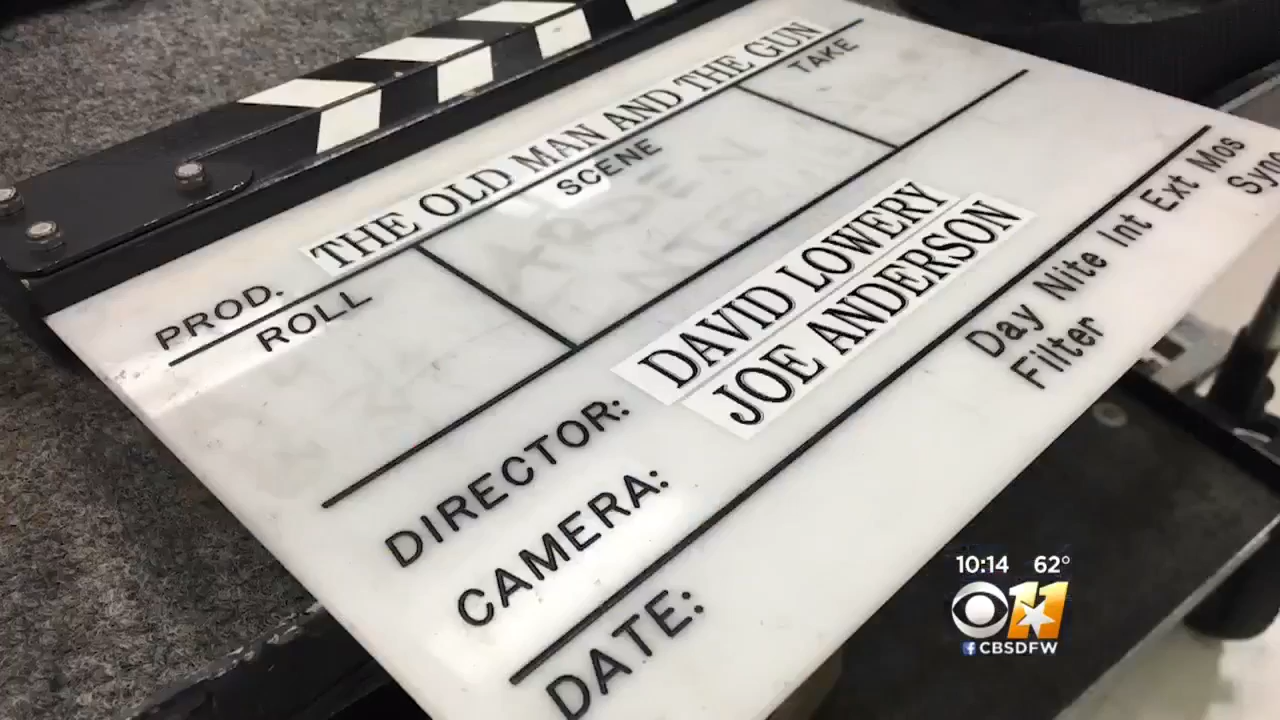 THE OLD MAN AND THE GUN
PROD.
ROLL
SCENE
TAKE
DIRECTOR: DAVID LOWERY
CAMERA: JOE ANDERSON
Day Nite Int Ext Mos
Filter
DATE:
10:14 62°
11
CBSDFW